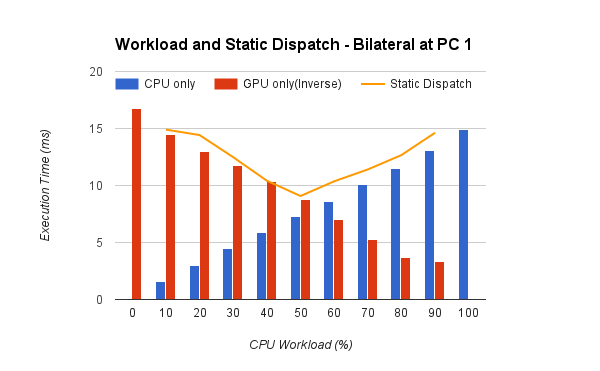 Workload and Static Dispatch - Bilateral at PC 1
20
CPU only GPU only(Inverse) Static Dispatch
15
10
5
0
Execution Time (ms)
0 10 20 30 40 50 60 70 80 90 100
CPU Workload (%)